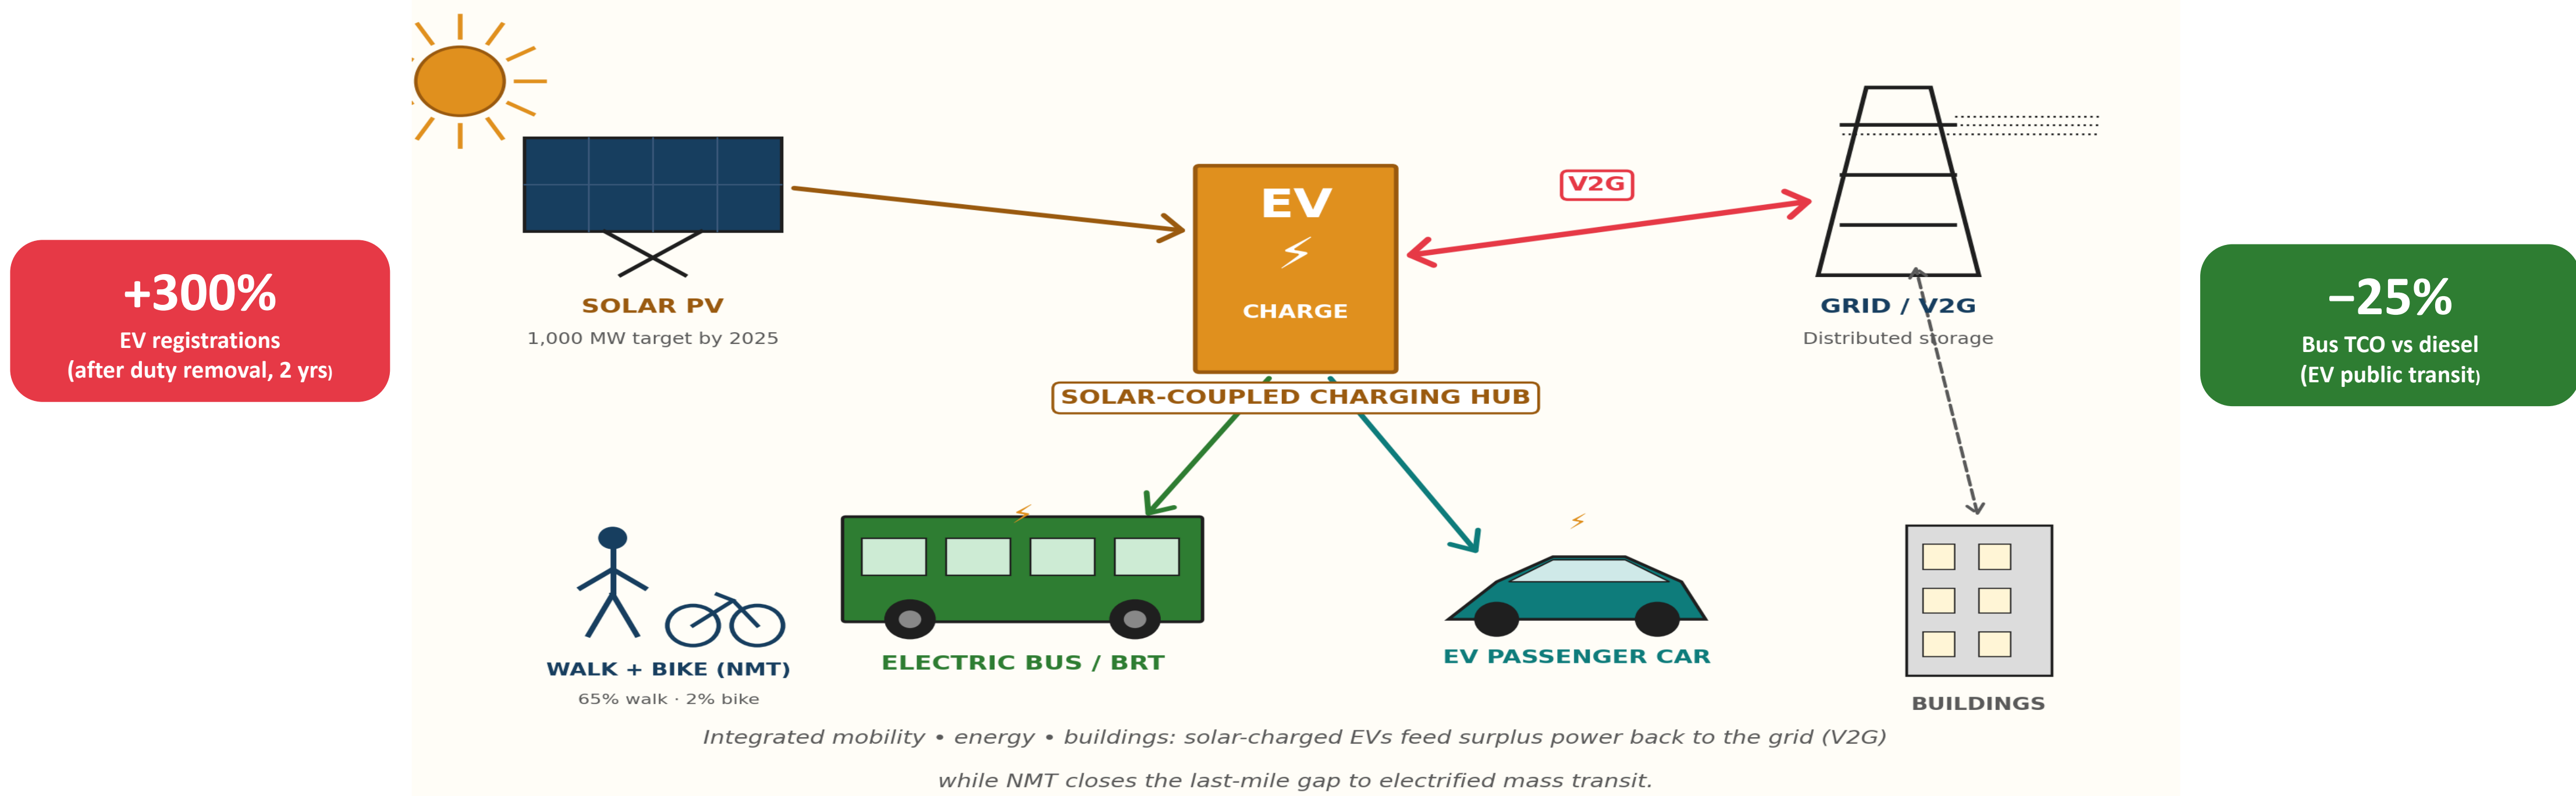 +300%
EV registrations
(after duty removal, 2 yrs)
EV
⚡
CHARGE
V2G
SOLAR PV
1,000 MW target by 2025
GRID / V2G
Distributed storage
−25%
Bus TCO vs diesel
(EV public transit)
SOLAR-COUPLED CHARGING HUB
WALK + BIKE (NMT)
65% walk · 2% bike
ELECTRIC BUS / BRT
EV PASSENGER CAR
BUILDINGS
Integrated mobility • energy • buildings: solar-charged EVs feed surplus power back to the grid (V2G)
while NMT closes the last-mile gap to electrified mass transit.